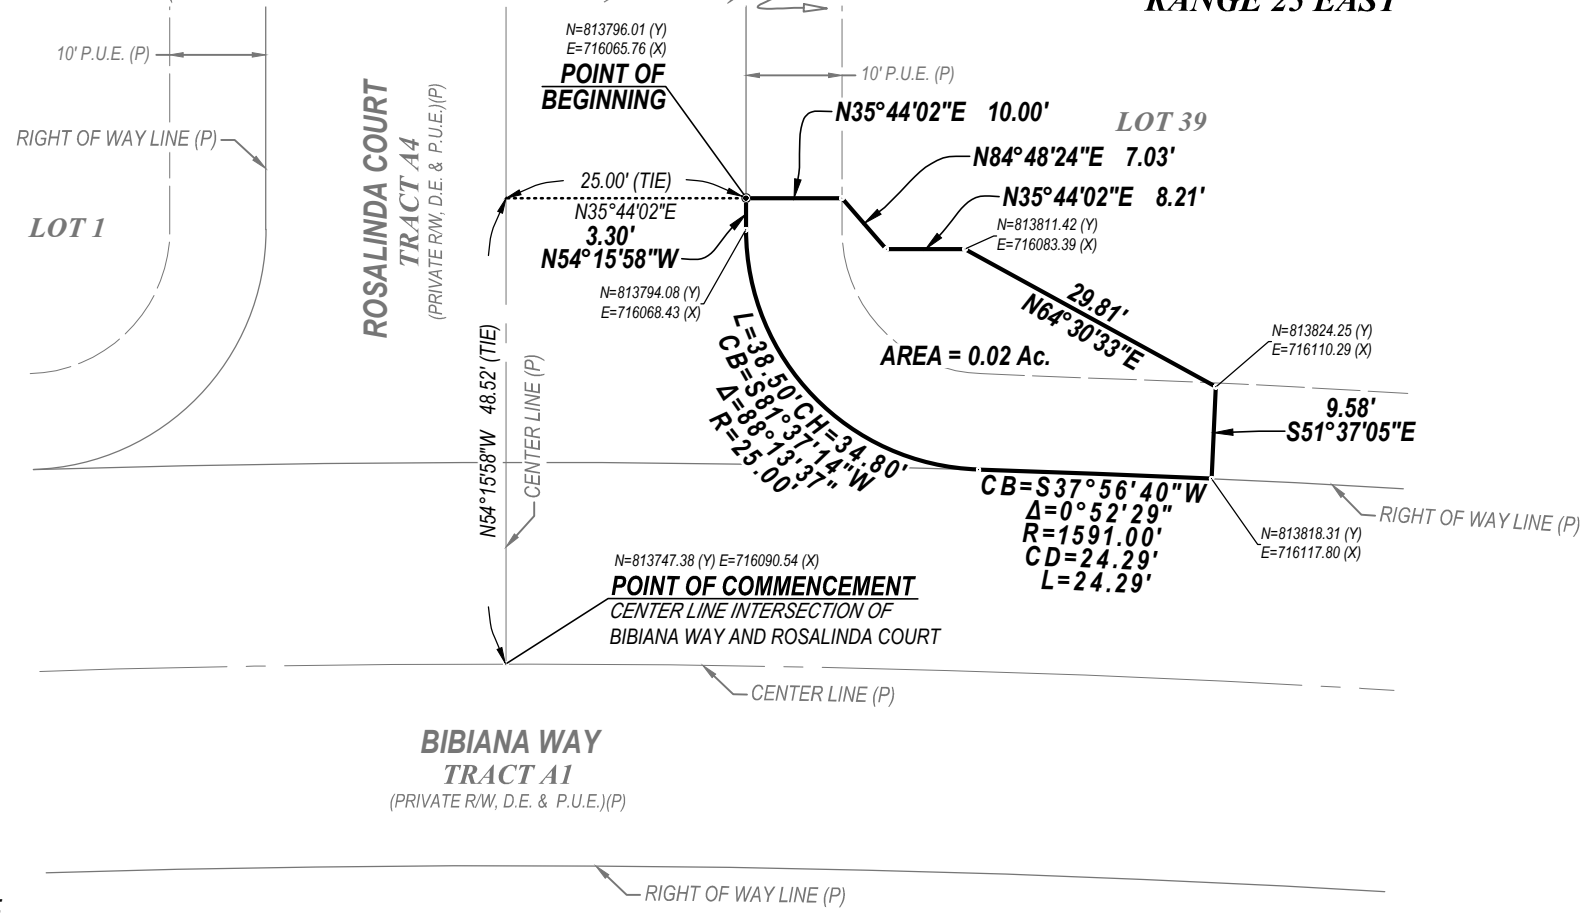 RANGE 25 EAST
N=813796.01 (Y)
E=716065.76 (X)
POINT OF
BEGINNING
10' P.U.E. (P)
10' P.U.E. (P)
N35°44'02"E 10.00'
LOT 39
RIGHT OF WAY LINE (P)
ROSALINDA COURT
TRACT A4
(PRIVATE R/W, D.E. & P.U.E.)(P)
N84°48'24"E 7.03'
25.00' (TIE)
N35°44'02"E
N35°44'02"E 8.21'
LOT 1
3.30'
N54°15'58"W
N=813811.42 (Y)
E=716083.39 (X)
N=813794.08 (Y)
E=716068.43 (X)
29.81'
N64°30'33"E
N=813824.25 (Y)
E=716110.29 (X)
AREA = 0.02 Ac.
L=38.50'CH=34.80'
CB=S81°37'14"W
Δ=88°13'37"
R=25.00'
N54°15'58"W 48.52' (TIE)
CENTER LINE (P)
9.58'
S51°37'05"E
CB=S37°56'40"W
Δ=0°52'29"
R=1591.00'
CD=24.29'
L=24.29'
RIGHT OF WAY LINE (P)
N=813818.31 (Y)
E=716117.80 (X)
N=813747.38 (Y) E=716090.54 (X)
POINT OF COMMENCEMENT
CENTER LINE INTERSECTION OF
BIBIANA WAY AND ROSALINDA COURT
CENTER LINE (P)
BIBIANA WAY
TRACT A1
(PRIVATE R/W, D.E. & P.U.E.)(P)
RIGHT OF WAY LINE (P)